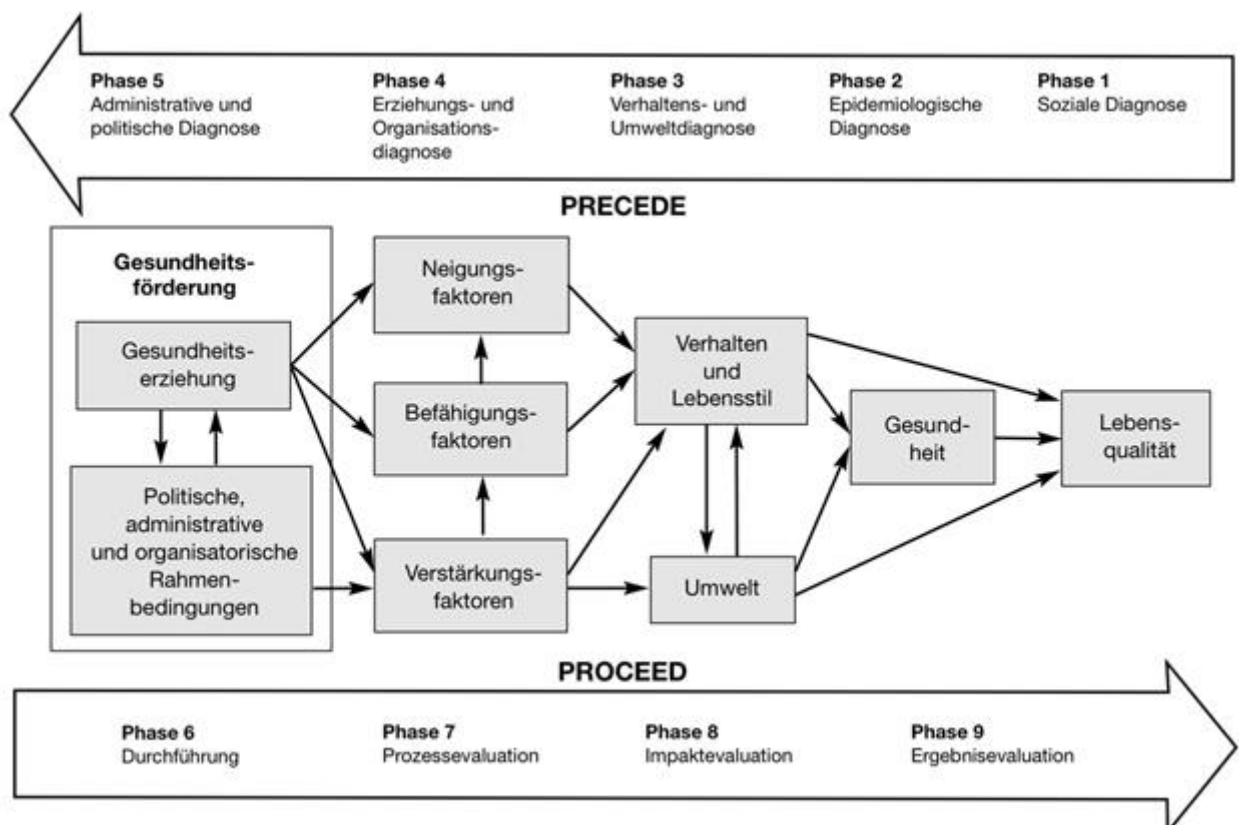 Phase 5
Administrative und
politische Diagnose
Phase 4
Erziehungs- und
Organisations-
diagnose
Phase 3
Verhaltens- und
Umweltdiagnose
Phase 2
Epidemiologische
Diagnose
Phase 1
Soziale Diagnose
PRECEDE
Gesundheits-
förderung
Gesundheits-
erziehung
Politische,
administrative
und organisatorische
Rahmen-
bedingungen
Neigungs-
faktoren
Befähigungs-
faktoren
Verstärkungs-
faktoren
Verhalten
und
Lebensstil
Umwelt
Gesund-
heit
Lebens-
qualität
PROCEED
Phase 6
Durchführung
Phase 7
Prozessevaluation
Phase 8
Impaktevaluation
Phase 9
Ergebnisevaluation